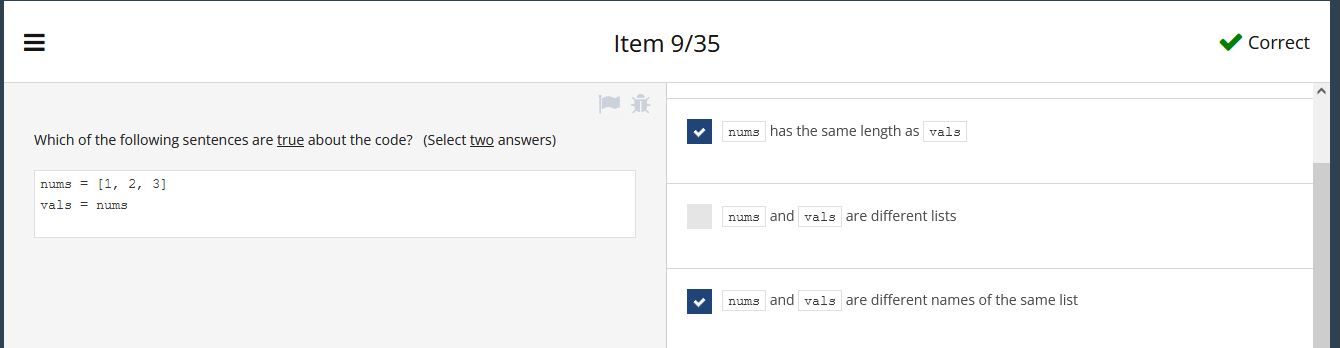 Item 9/35
Correct
Which of the following sentences are true about the code? (Select two answers)
nums = [1, 2, 3]
vals = nums
nums has the same length as vals
nums and vals are different lists
nums and vals are different names of the same list